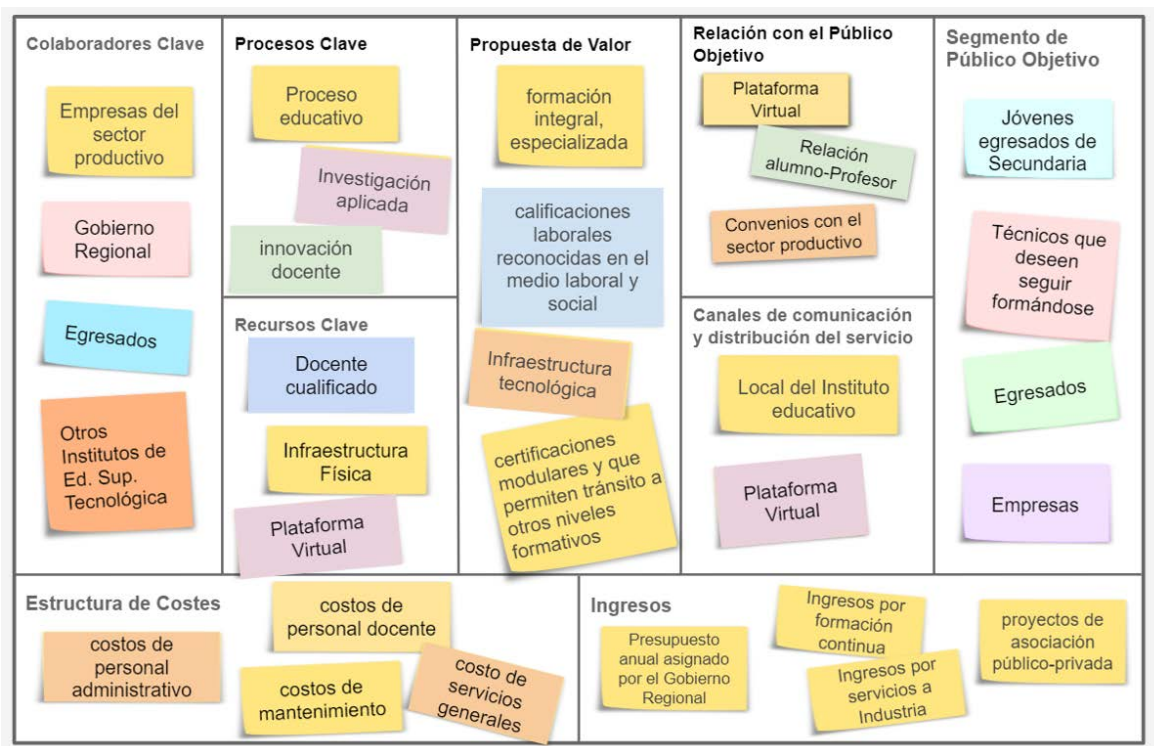 Colaboradores Clave
Empresas del
sector
productivo
Gobierno
Regional
Egresados
Otros
Institutos de
Ed. Sup.
Tecnológica
Procesos Clave
Proceso
educativo
Investigación
aplicada
innovación
docente
Recursos Clave
Docente
cualificado
Infraestructura
Física
Plataforma
Virtual
Propuesta de Valor
formación
integral,
especializada
calificaciones
laborales
reconocidas en el
medio laboral y
social
Infraestructura
tecnológica
certificaciones
modulares y que
permiten tránsito a
otros niveles
formativos
Relación con el Público
Objetivo
Plataforma
Virtual
Relación
alumno-Profesor
Convenios con el
sector productivo
Canales de comunicación
y distribución del servicio
Local del Instituto
educativo
Plataforma
Virtual
Segmento de
Público Objetivo
Jóvenes
egresados de
Secundaria
Técnicos que
deseen
seguir
formándose
Egresados
Empresas
Estructura de Costes
costos de
personal
administrativo
costos de
personal docente
costos de
mantenimiento
costo de
servicios
generales
Ingresos
Presupuesto
anual asignado
por el Gobierno
Regional
Ingresos por
formación
continua
Ingresos por
servicios a
Industria
proyectos de
asociación
público-privada